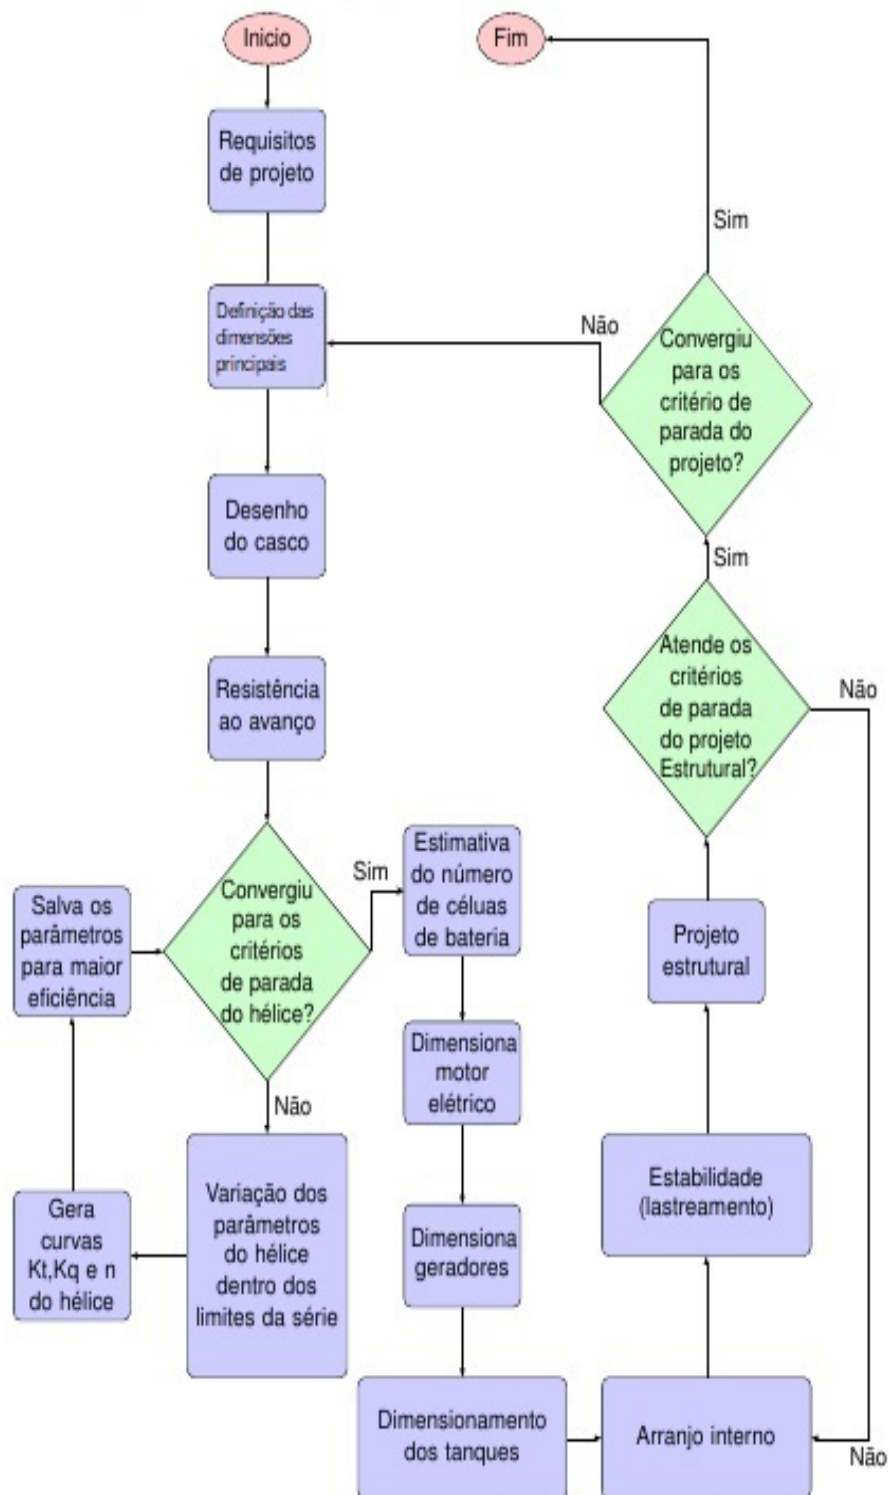 Inicio
Requisitos
de projeto
Definição das
dimensões
principais
Desenho
do casco
Resistência
ao avanço
Convergiu
para os
critérios
de parada
do hélice?
Não
Variação dos
parâmetros
do hélice
dentro dos
limites da série
Gera
curvas
Kt,Kq e n
do hélice
Salva os
parâmetros
para maior
eficiência
Sim
Estimativa
do número
de céluas
de bateria
Dimensiona
motor
elétrico
Dimensiona
geradores
Dimensionamento
dos tanques
Arranjo interno
Estabilidade
(lastreamento)
Projeto
estrutural
Atende os
critérios
de parada
do projeto
Estrutural?
Não
Não
Sim
Convergiu
para os
critério de
parada do
projeto?
Não
Sim
Fim